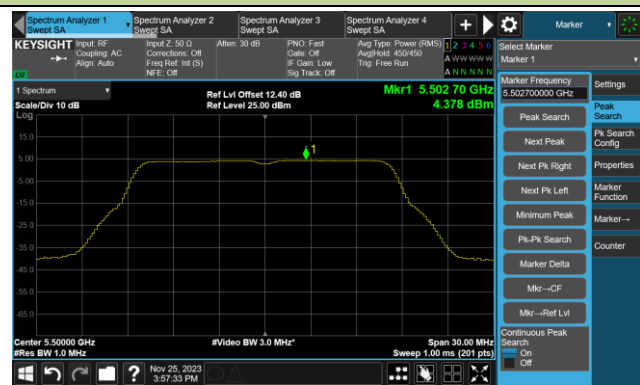 Spectrum Analyzer 1
Swept SA
Spectrum Analyzer 2
Swept SA
Spectrum Analyzer 3
Swept SA
Spectrum Analyzer 4
Swept SA
+
Marker
KEYSIGHT
Input: RF
Coupling: AC
Align: Auto
Input Z: 50 Ω
Corrections: Off
Freq Ref: Int (S)
NFE: Off
Atten: 30 dB
PNO: Fast
Gate: Off
IF Gain: Low
Sig Track: Off
Avg Type: Power (RMS)
Avg|Hold: 450/450
Trig: Free Run
1 2 3 4 5 6
A W W W W W
A N N N N N
LXI
Select Marker
Marker 1
1 Spectrum
Scale/Div 10 dB
Log
Ref Lvl Offset 12.40 dB
Ref Level 25.00 dBm
Mkr1 5.502 70 GHz
4.378 dBm
15.0
5.00
-5.00
-15.0
-25.0
-35.0
-45.0
-55.0
-65.0
1
Center 5.50000 GHz
#Res BW 1.0 MHz
#Video BW 3.0 MHz*
Span 30.00 MHz
Sweep 1.00 ms (201 pts)
Marker Frequency
5.502700000 GHz
Peak Search
Next Peak
Next Pk Right
Next Pk Left
Minimum Peak
Pk-Pk Search
Marker Delta
Mkr→CF
Mkr→Ref Lvl
Continuous Peak
Search
On
Off
Settings
Peak
Search
Pk Search
Config
Properties
Marker
Function
Marker→
Counter
?
Nov 25, 2023
3:57:33 PM